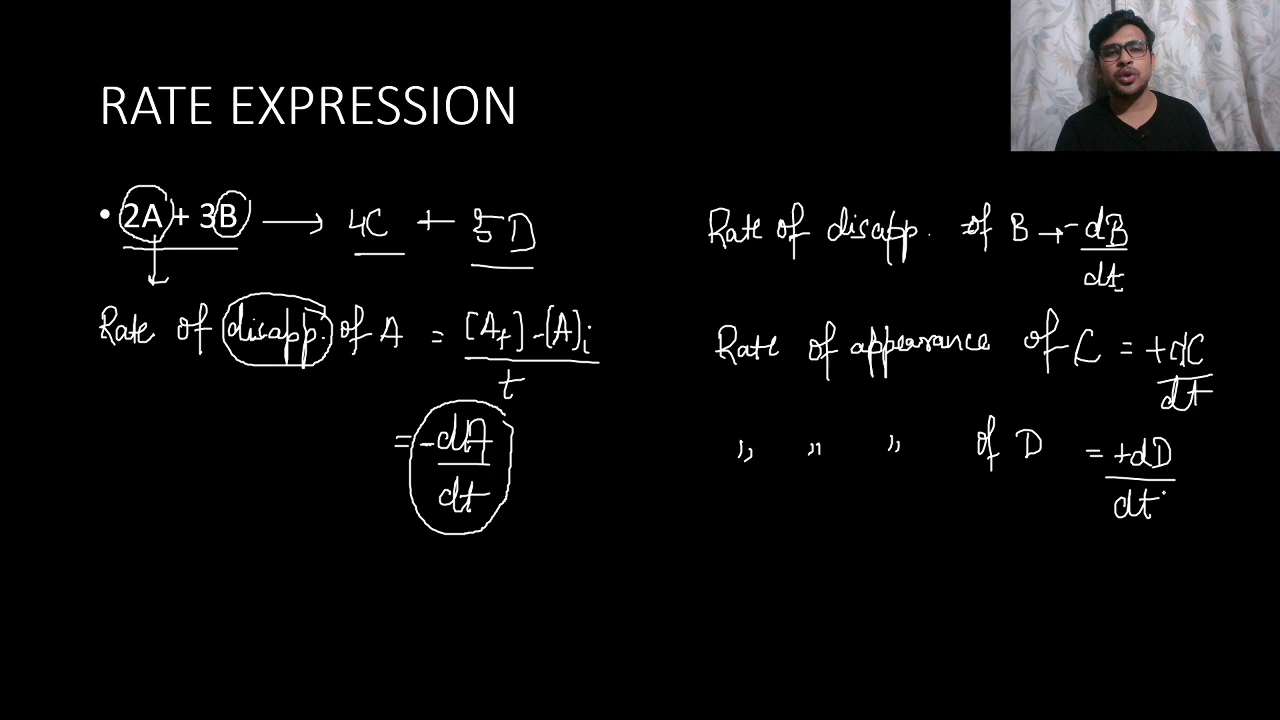 RATE EXPRESSION
• 2A + 3B → 4C + 5D
Rate of disapp. of A = [A_t] - [A]_i / t
= -dA/dt
Rate of disapp. of B → -dB/dt
Rate of appearance of C = +dC/dt
,, ,, ,, of D = +dD/dt